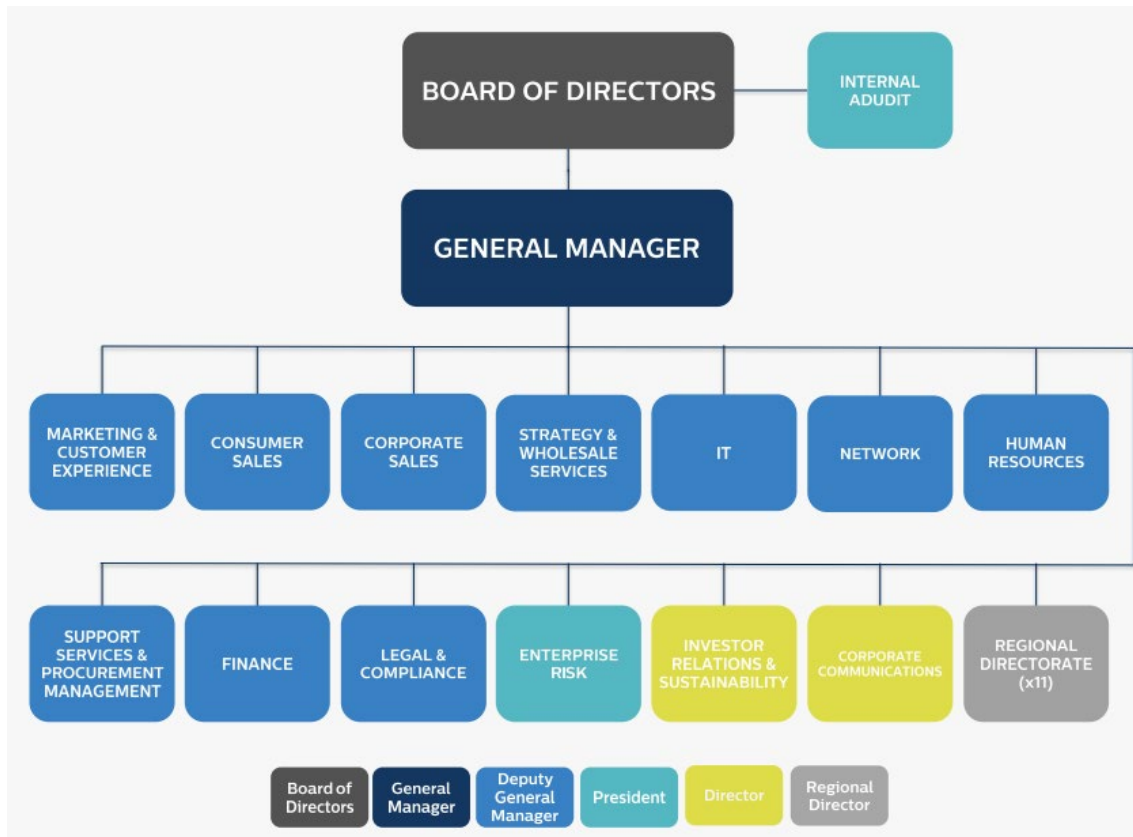 BOARD OF DIRECTORS
INTERNAL
ADUDIT
GENERAL MANAGER
MARKETING &
CUSTOMER
EXPERIENCE
CONSUMER
SALES
CORPORATE
SALES
STRATEGY &
WHOLESALE
SERVICES
IT
NETWORK
HUMAN
RESOURCES
SUPPORT
SERVICES &
PROCUREMENT
MANAGEMENT
FINANCE
LEGAL &
COMPLIANCE
ENTERPRISE
RISK
INVESTOR
RELATIONS &
SUSTAINABILITY
CORPORATE
COMMUNICATIONS
REGIONAL
DIRECTORATE
(x11)
Board of
Directors
General
Manager
Deputy
General
Manager
President
Director
Regional
Director